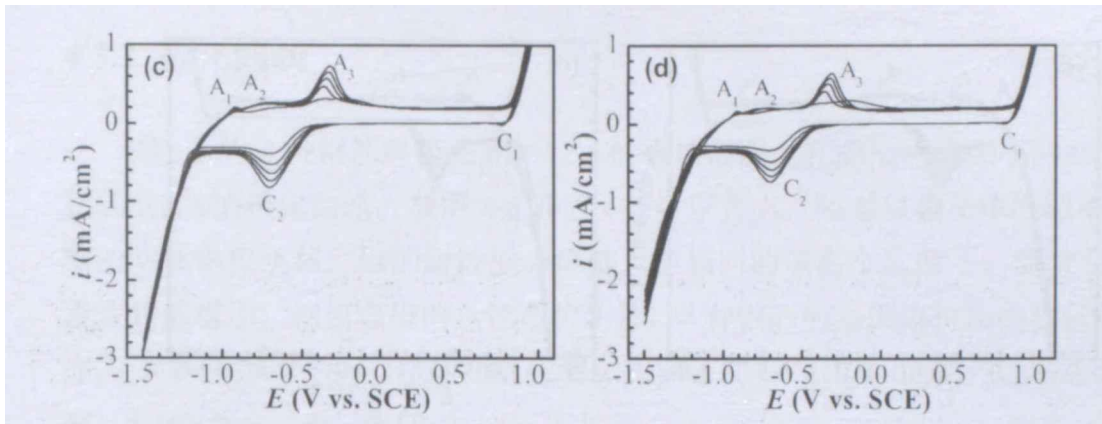 (c)
A₁ A₂ A₃
C₁
C₂
1
0
-1
-2
-3
i (mA/cm²)
-1.5 -1.0 -0.5 0.0 0.5 1.0
E (V vs. SCE)
(d)
A₁ A₂ A₃
C₁
C₂
1
0
-1
-2
-3
i (mA/cm²)
-1.5 -1.0 -0.5 0.0 0.5 1.0
E (V vs. SCE)